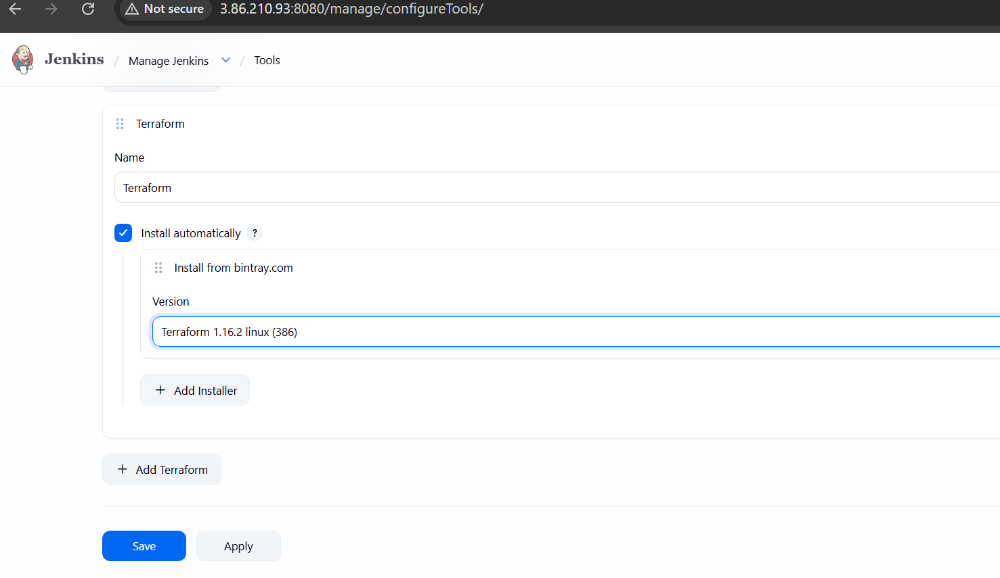 Not secure 3.86.210.93:8080/manage/configureTools/
Jenkins / Manage Jenkins / Tools
Terraform
Name
Terraform
Install automatically ?
Install from bintray.com
Version
Terraform 1.16.2 linux (386)
+ Add Installer
+ Add Terraform
Save Apply